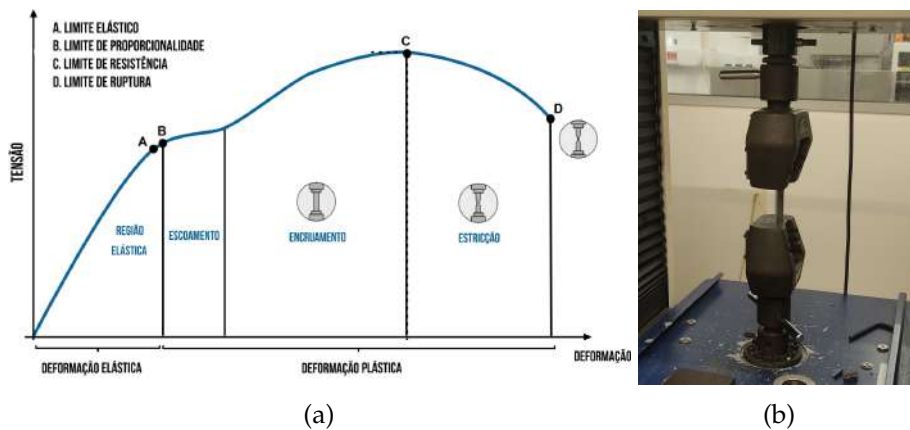 A. LIMITE ELÁSTICO
B. LIMITE DE PROPORCIONALIDADE
C. LIMITE DE RESISTÊNCIA
D. LIMITE DE RUPTURA
C
D
A
B
TENSÃO
REGIÃO
ELÁSTICA
ESCOAMENTO
ENCRUAMENTO
ESTRICÇÃO
DEFORMAÇÃO
DEFORMAÇÃO ELÁSTICA
DEFORMAÇÃO PLÁSTICA
(a)
(b)